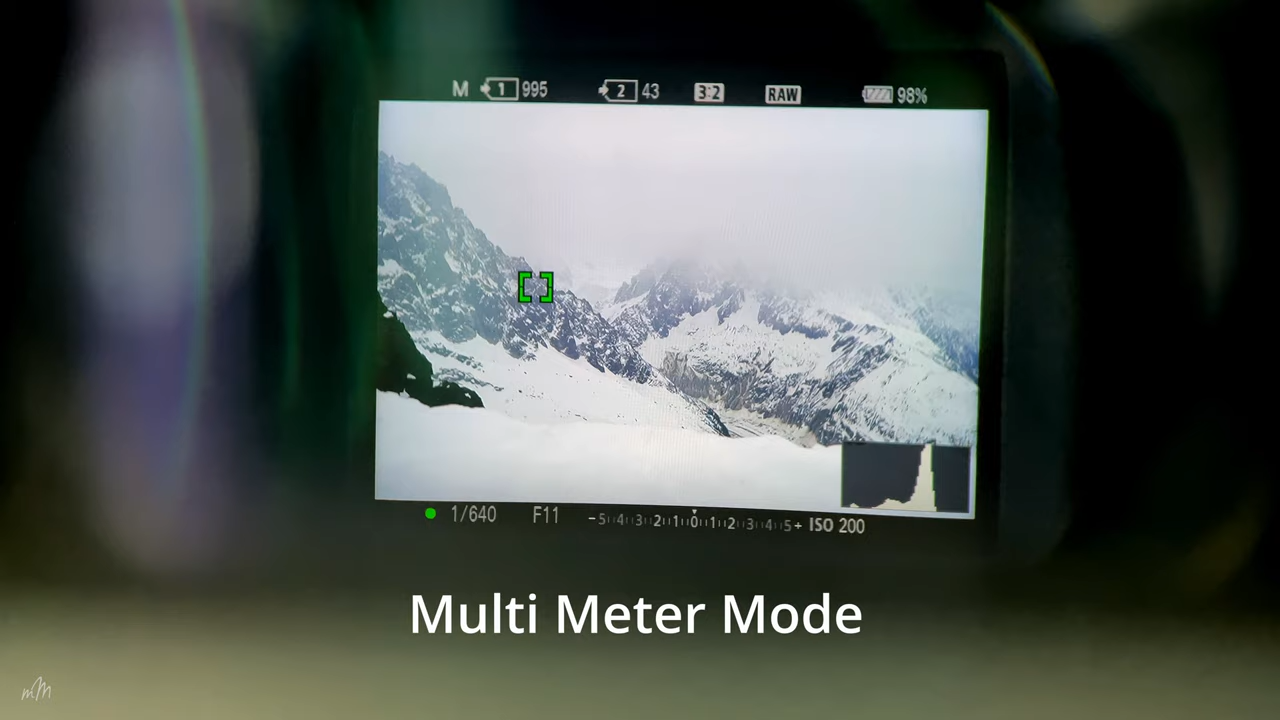 M 1 995 2 43 3:2 RAW 98%
1/640 F11 −5··4··3··2··1··0··1··2··3··4··5+ ISO 200
Multi Meter Mode
mM